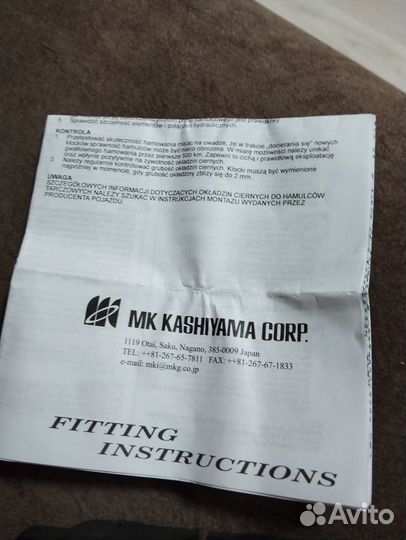 5 Sprawdzić szczelność elementów i połączeń hydraulicznych.
KONTROLA
1. Przetestować skuteczność hamowania mając na uwadze, że w trakcie „docierania się” nowych
klocków sprawność hamulców może być nieco obniżona. W miarę możliwości należy unikać
gwałtownego hamowania przez pierwsze 500 km. Zapewni to cichą i prawidłową eksploatację
oraz wpłynie pozytywnie na żywotność okładzin ciernych.
2. Należy regularnie kontrolować grubość okładzin ciernych. Klocki muszą być wymienione
najpóźniej w momencie, gdy grubość okładziny zbliży się do 2 mm.
UWAGA
SZCZEGÓŁOWYCH INFORMACJI DOTYCZĄCYCH OKŁADZIN CIERNYCH DO HAMULCÓW
TARCZOWYCH NALEŻY SZUKAĆ W INSTRUKCJACH MONTAŻU WYDANYCH PRZEZ
PRODUCENTA POJAZDU
MK KASHIYAMA CORP.
1119 Otai, Saku, Nagano, 385-0009 Japan
TEL: ++81-267-65-7811 FAX: ++81-267-67-1833
e-mail: mki@mkg.co.jp
FITTING
INSTRUCTIONS
Avito